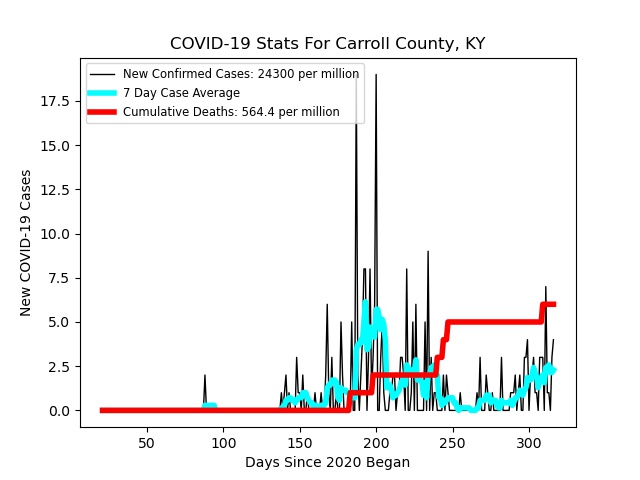 COVID-19 Stats For Carroll County, KY
New Confirmed Cases: 24300 per million
7 Day Case Average
Cumulative Deaths: 564.4 per million
New COVID-19 Cases
17.5
15.0
12.5
10.0
7.5
5.0
2.5
0.0
50 100 150 200 250 300
Days Since 2020 Began